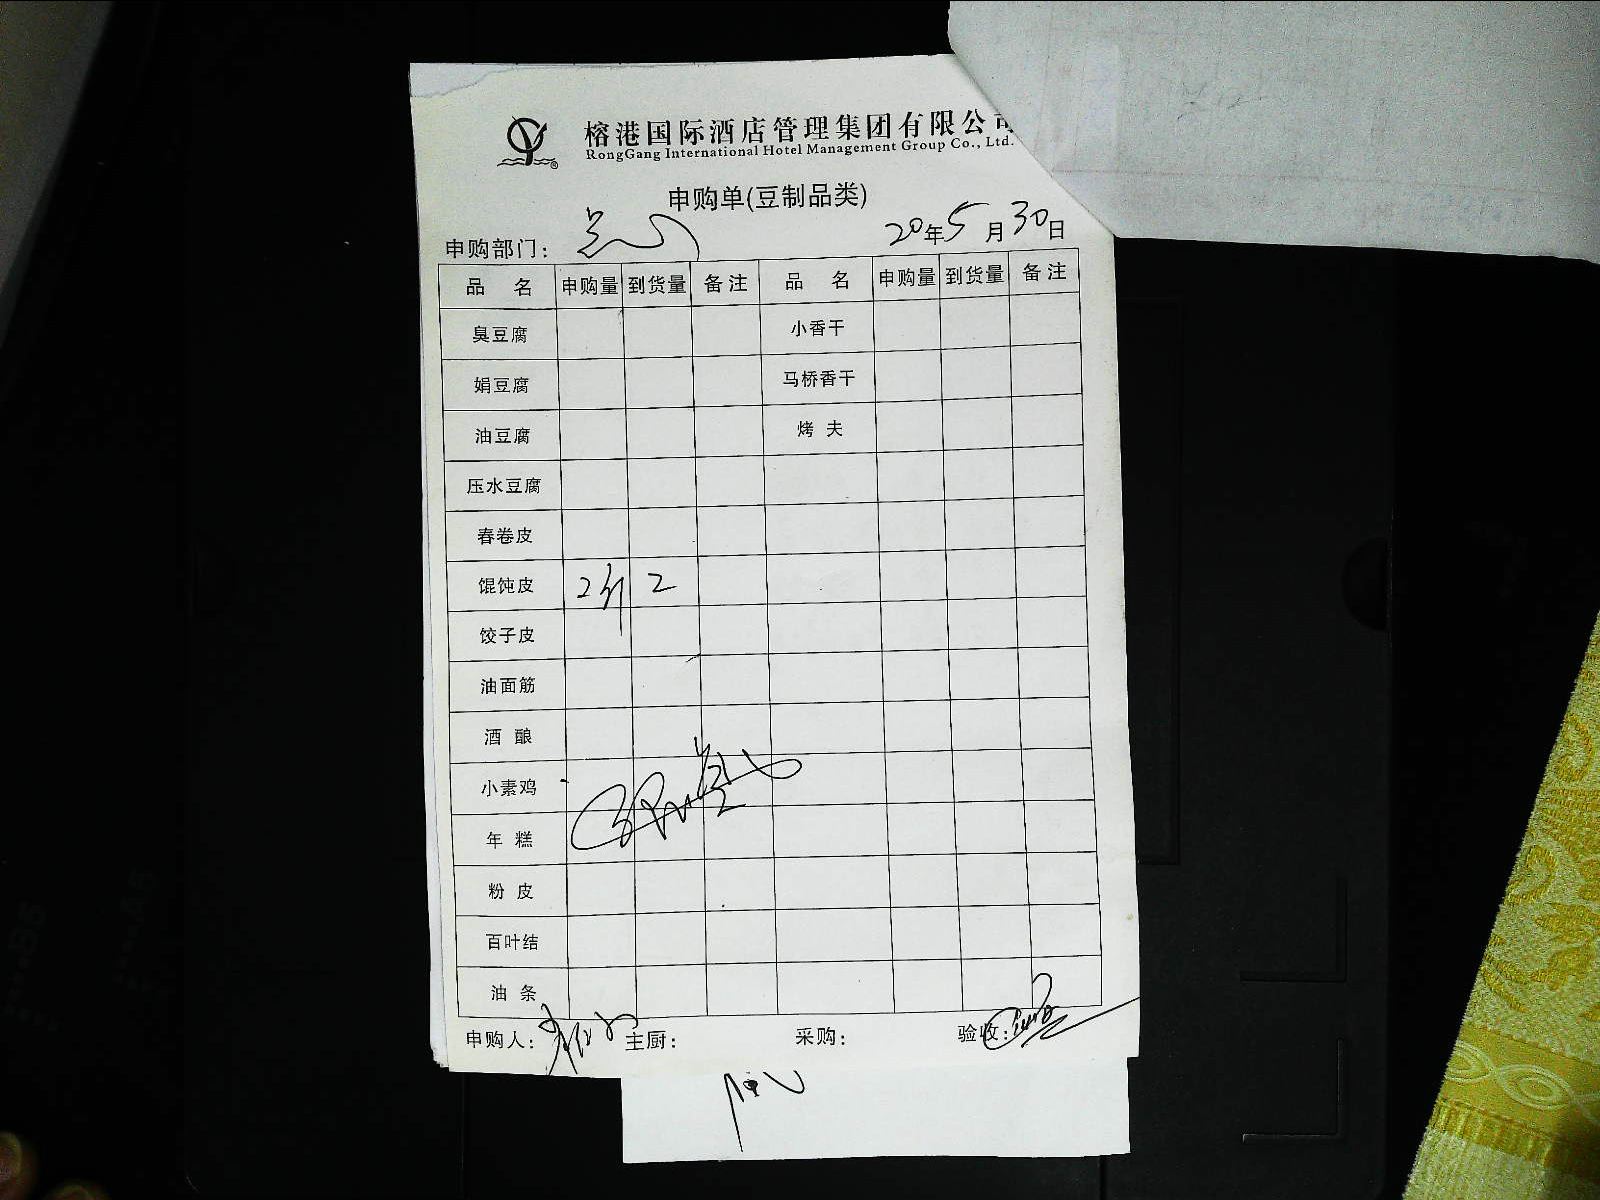 榕港国际酒店管理集团有限公司
RongGang International Hotel Management Group Co., Ltd.
申购单(豆制品类)
申购部门： 20年5月30日
品 名 申购量 到货量 备注 品 名 申购量 到货量 备注
臭豆腐 小香干
娟豆腐 马桥香干
油豆腐 烤夫
压水豆腐
春卷皮
馄饨皮 2 2
饺子皮
油面筋
酒酿
小素鸡
年糕
粉皮
百叶结
油条
申购人： 主厨： 采购： 验收：